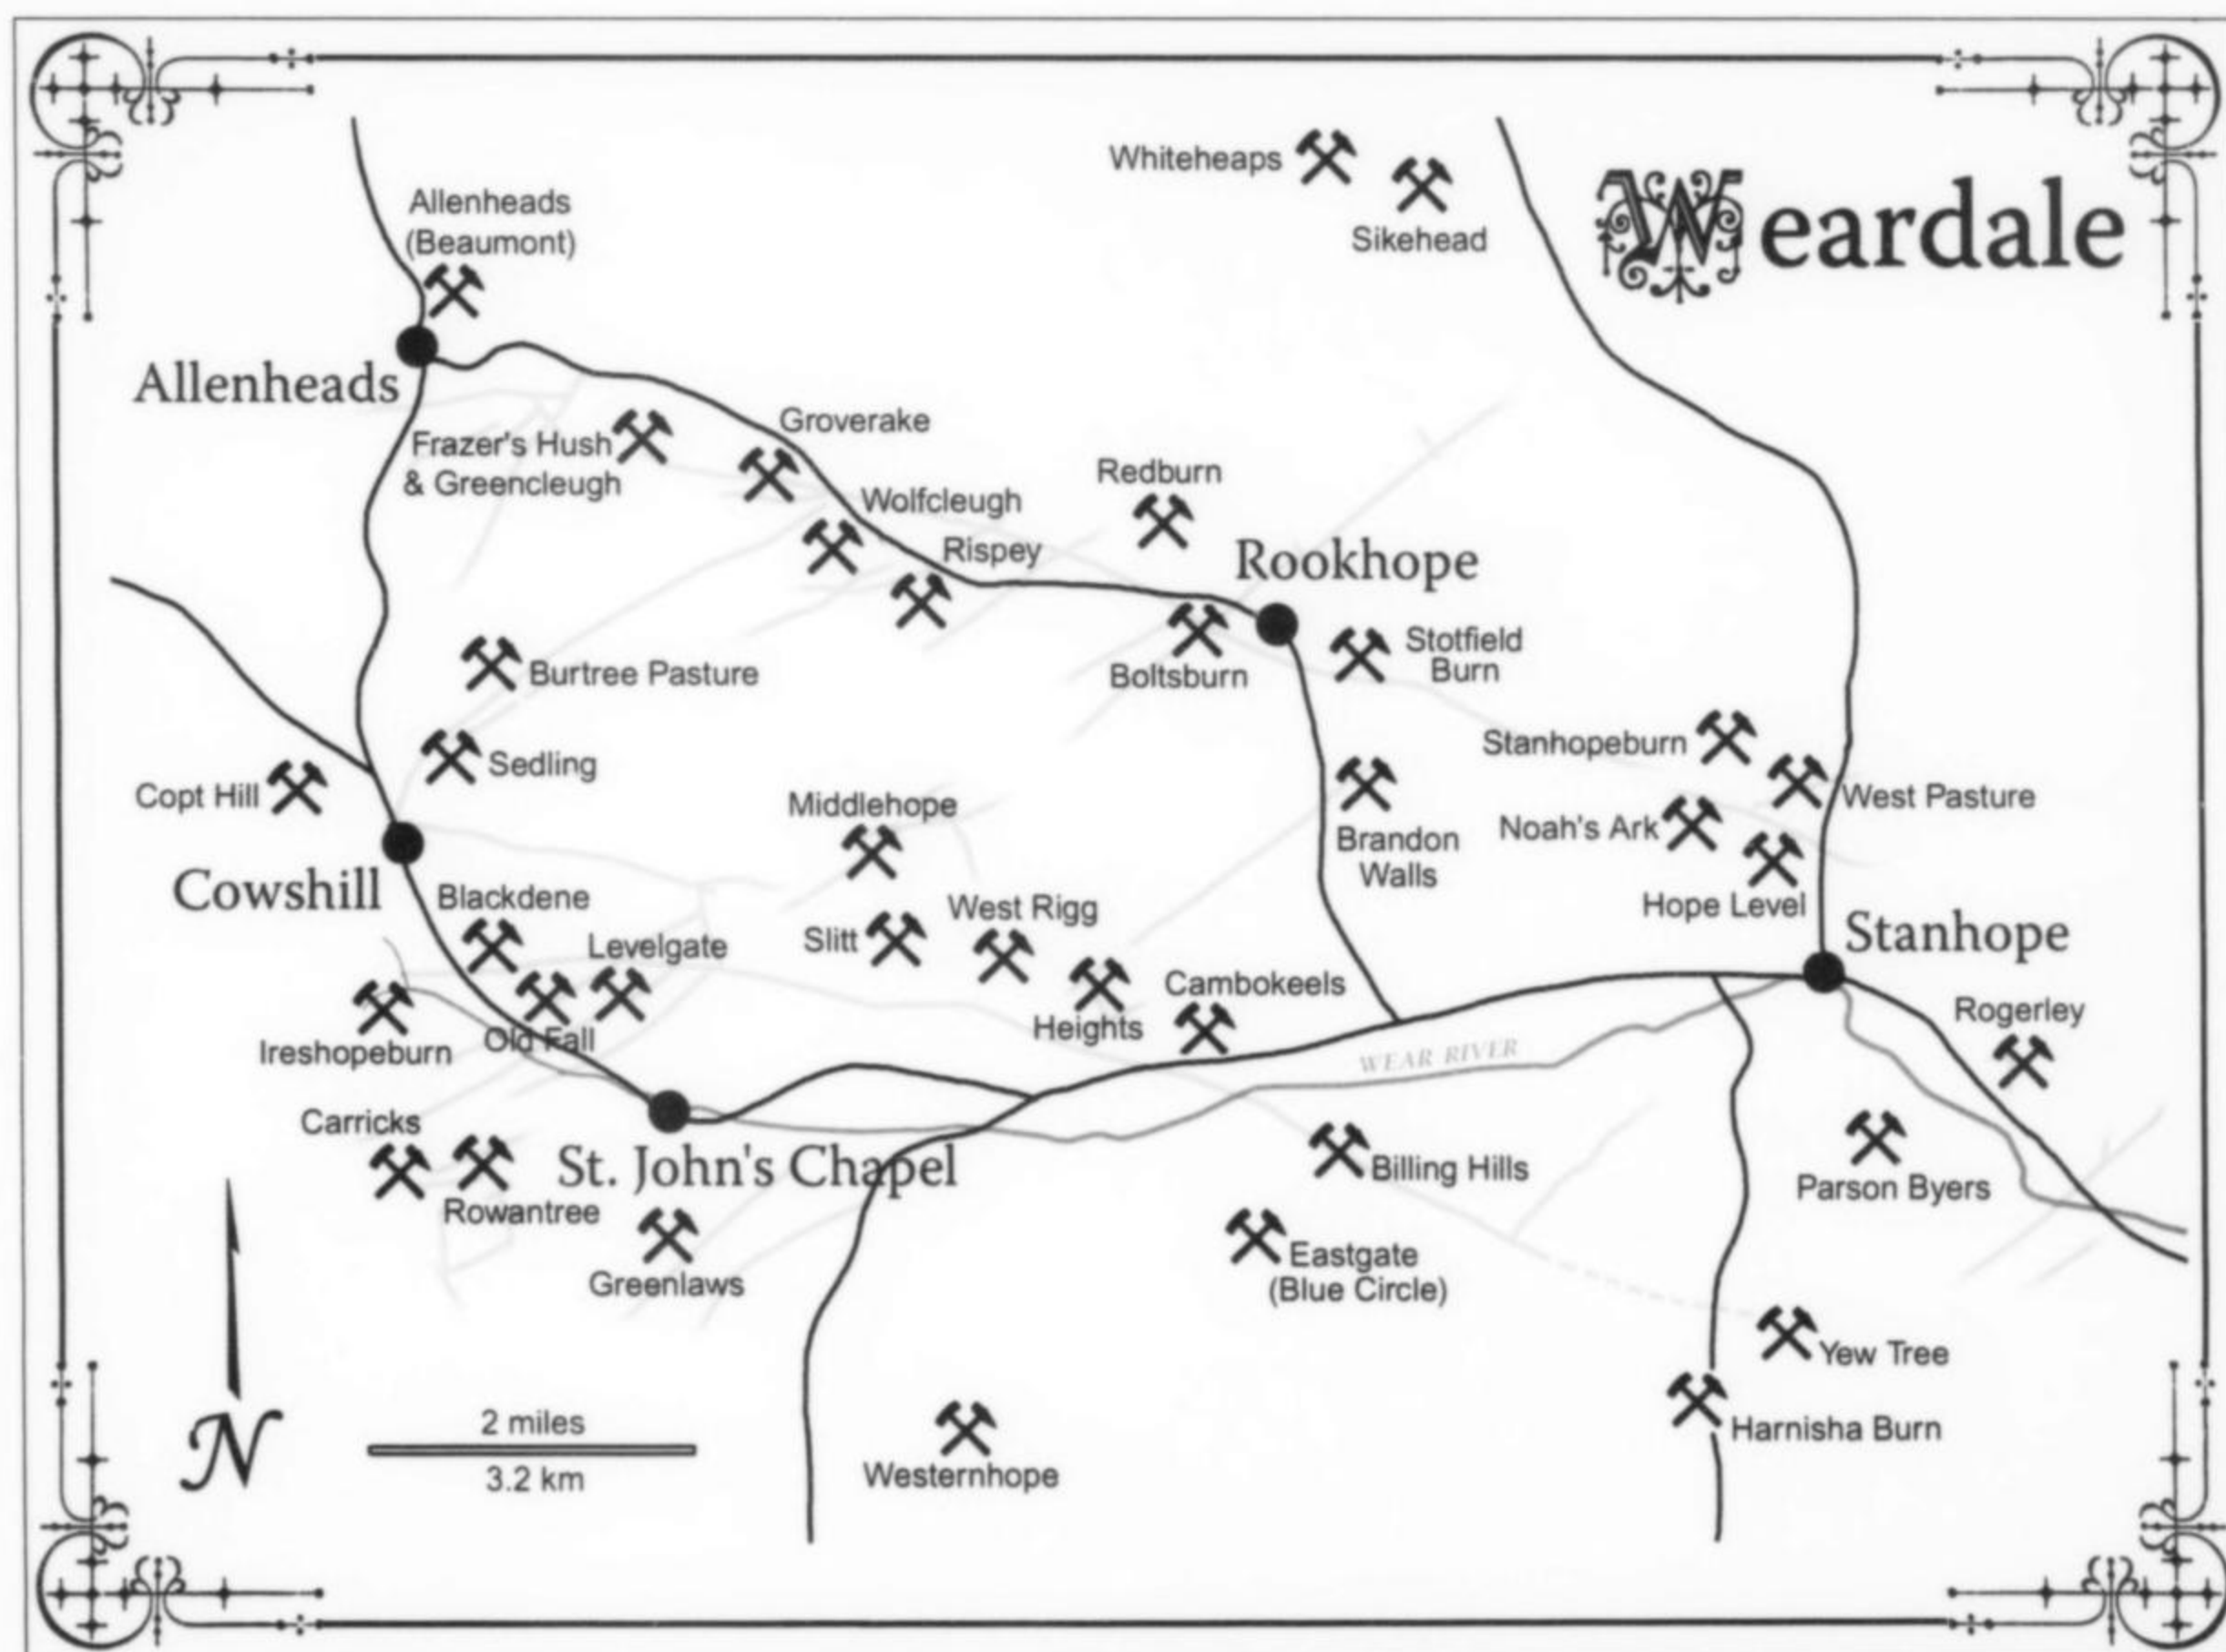 Weardale
Whiteheaps
Sikehead
Allenheads
(Beaumont)
Allenheads
Groverake
Frazer's Hush
& Greencleugh
Wolfcleugh
Redburn
Rispey
Rookhope
Stotfield
Burn
Burtree Pasture
Boltsburn
Stanhopeburn
Sedling
Copt Hill
West Pasture
Middlehope
Noah's Ark
Brandon
Walls
Cowshill
Blackdene
West Rigg
Hope Level
Levelgate
Slitt
Stanhope
Cambokeels
Rogerley
Heights
Old Fall
Ireshopeburn
WEAR RIVER
Carricks
St. John's Chapel
Billing Hills
Parson Byers
Rowantree
Greenlaws
Eastgate
(Blue Circle)
Yew Tree
N
2 miles
3.2 km
Westernhope
Harnisha Burn